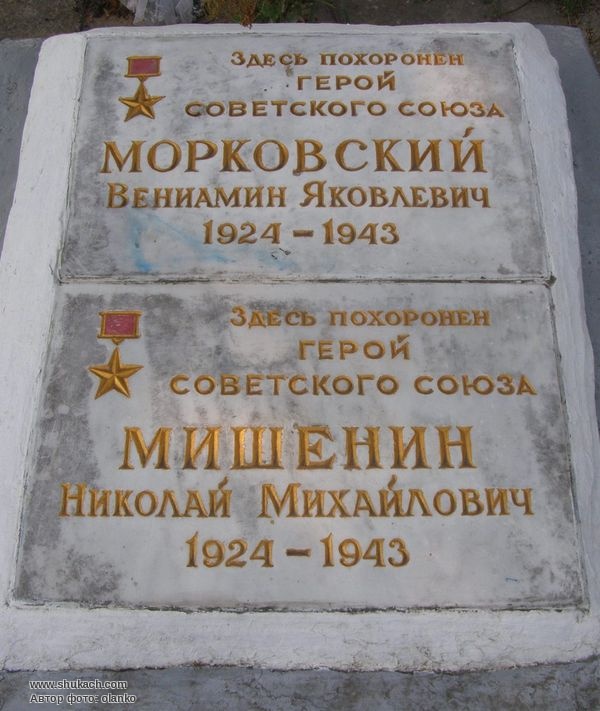 Здесь похоронен
ГЕРОЙ
СОВЕТСКОГО СОЮЗА
МОРКОВСКИЙ
Вениамин Яковлевич
1924 – 1943
Здесь похоронен
ГЕРОЙ
СОВЕТСКОГО СОЮЗА
МИШЕНИН
Николай Михайлович
1924 – 1943
www.shukach.com
Автор фото: olanko